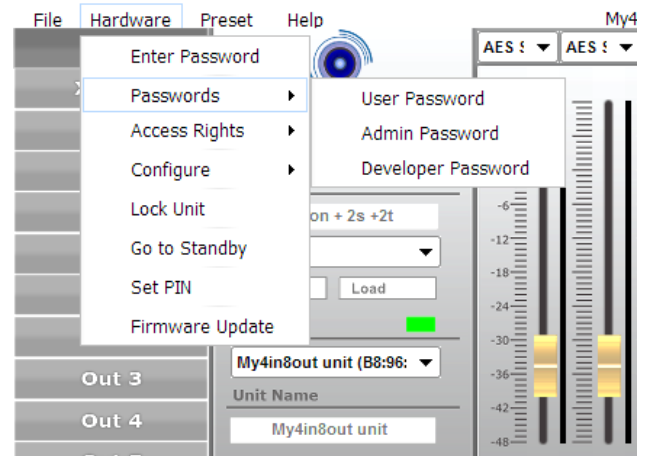 File Hardware Preset Help My4
Enter Password
Passwords
Access Rights
Configure
Lock Unit
Go to Standby
Set PIN
Firmware Update
User Password
Admin Password
Developer Password
AES AES
on + 2s +2t
Load
My4in8out unit (B8:96:
Unit Name
My4in8out unit
Out 3
Out 4
-6
-12
-18
-24
-30
-36
-42
-48